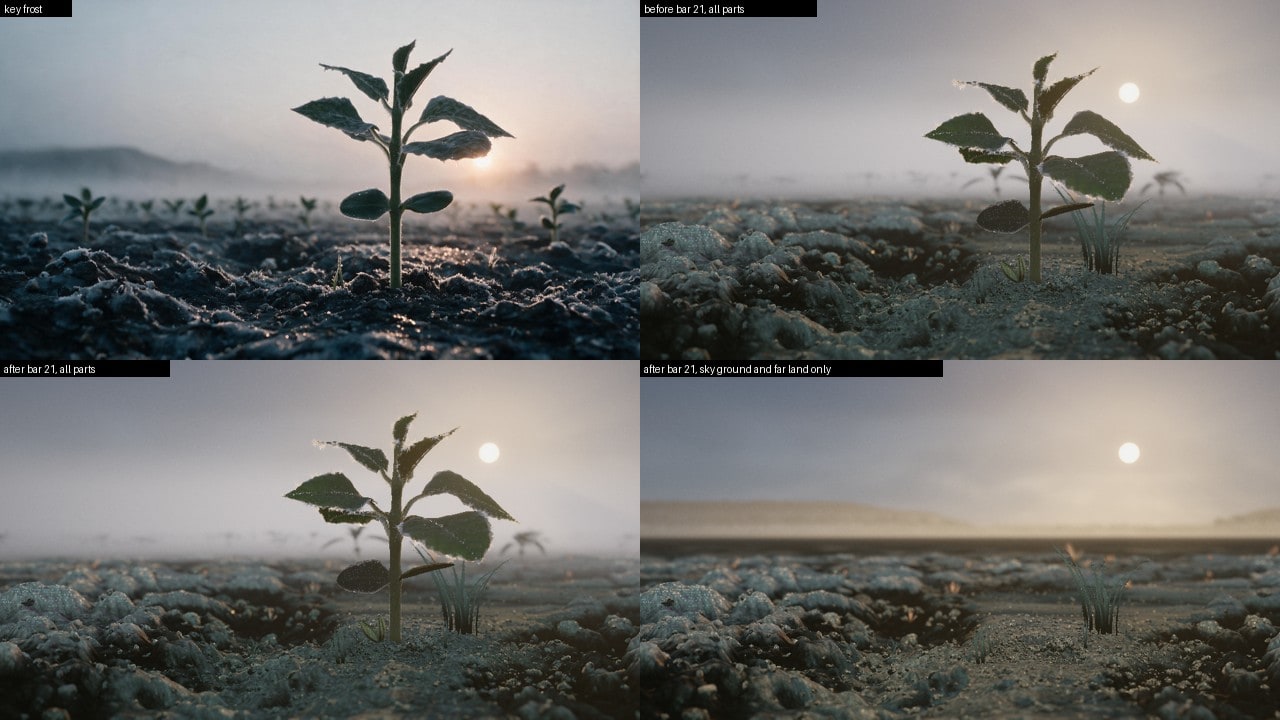 key frost
before bar 21, all parts
after bar 21, all parts
after bar 21, sky ground and far land only